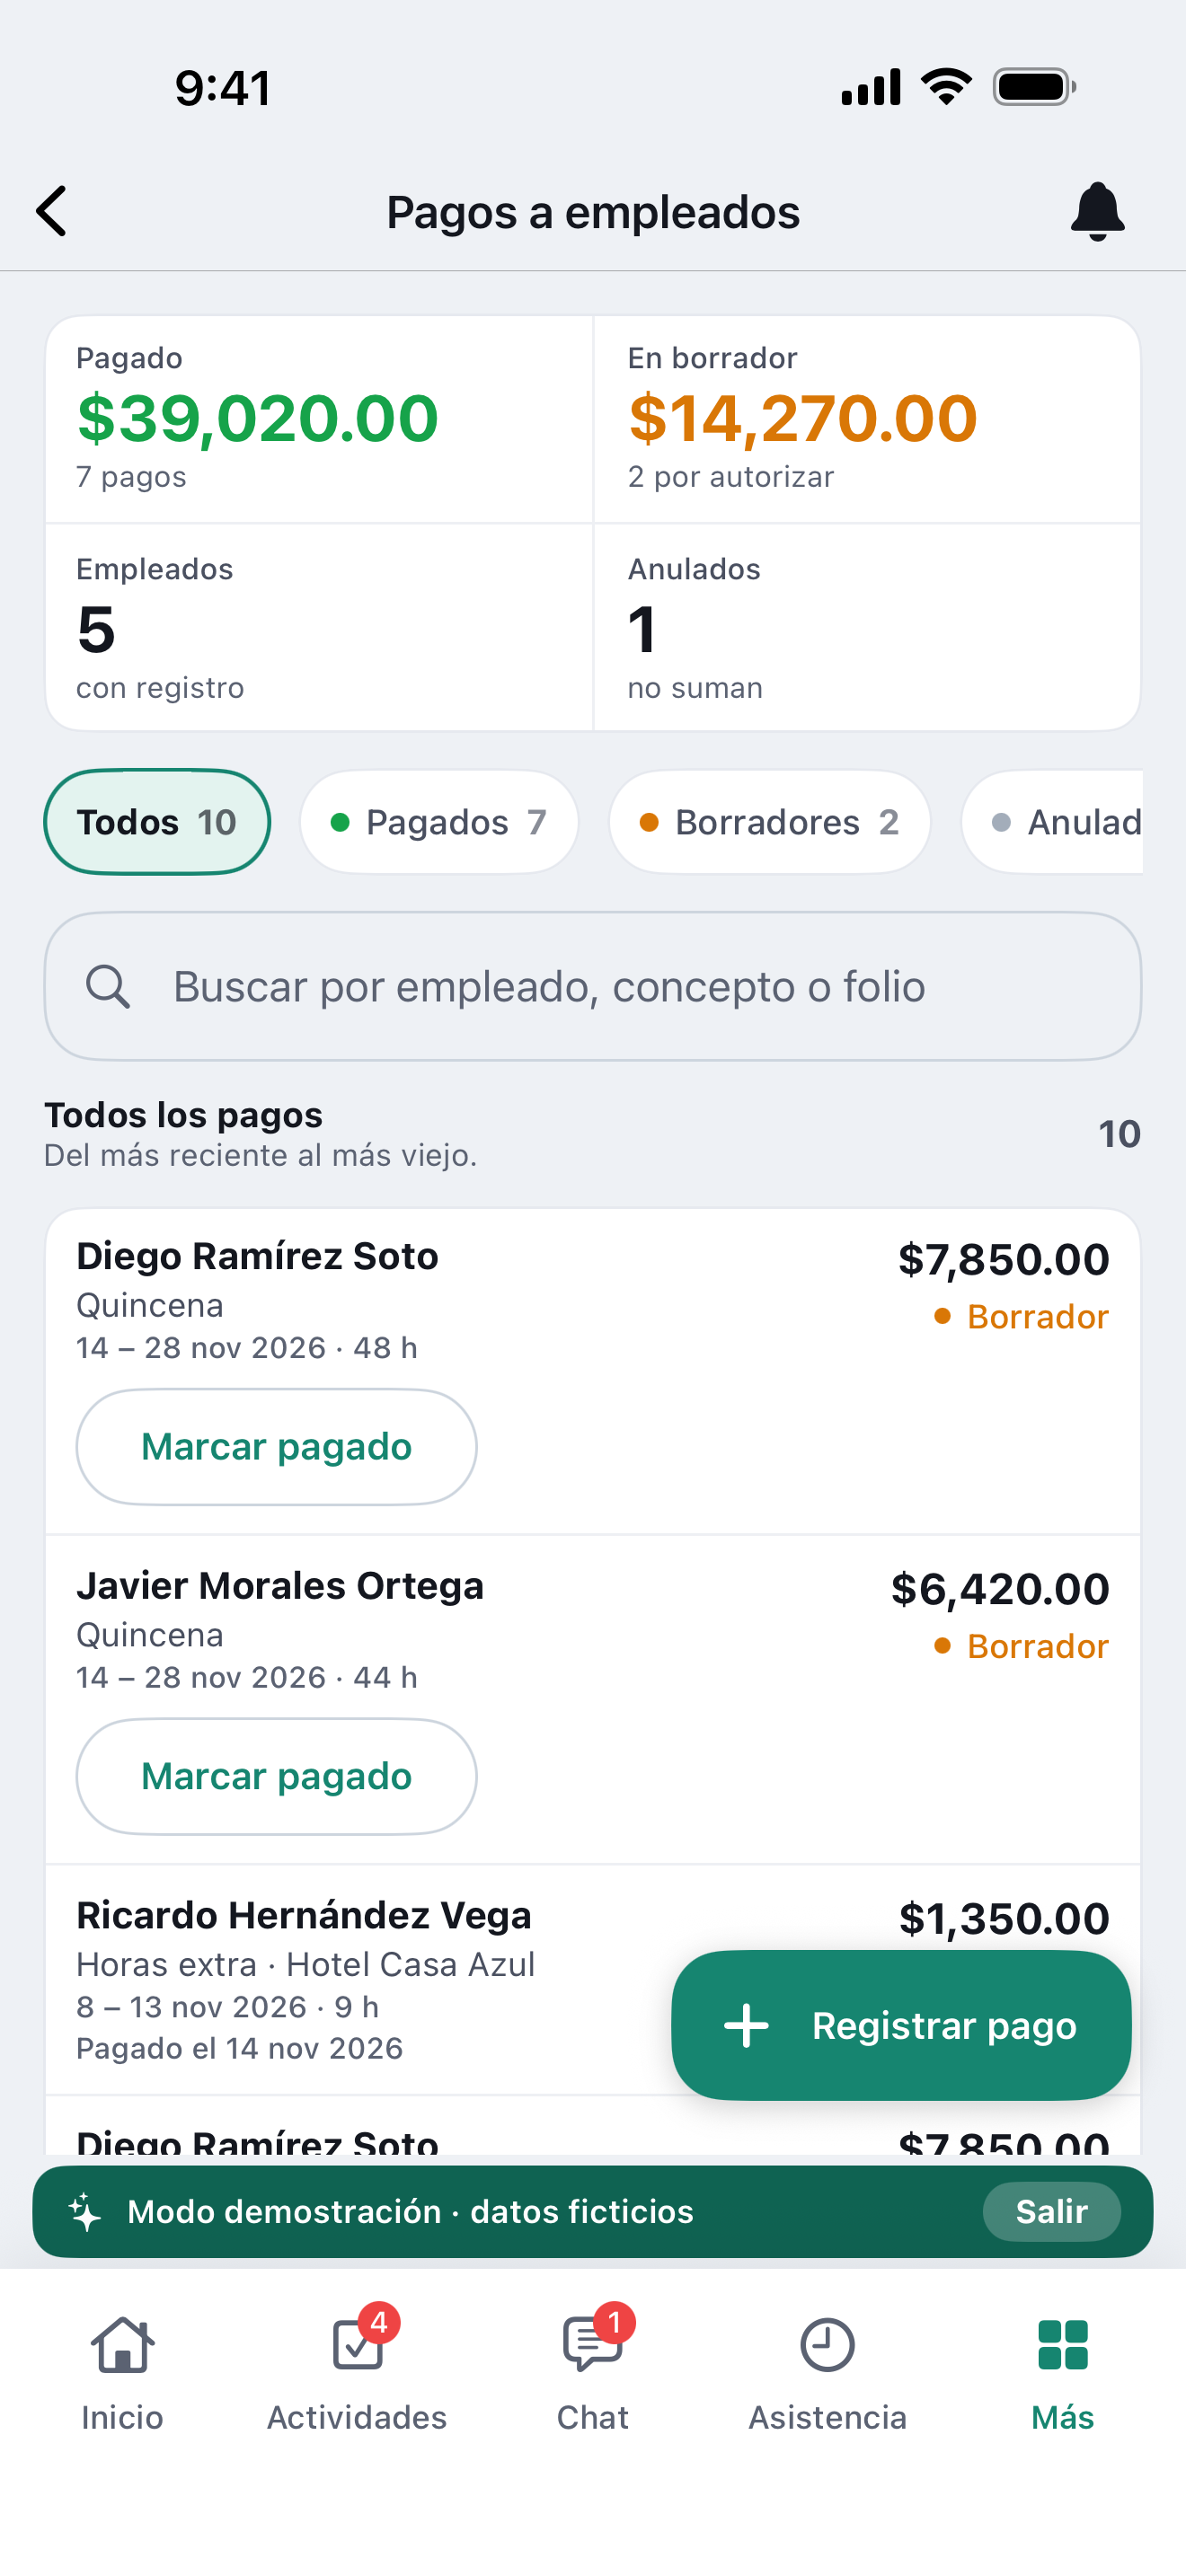 9:41
Pagos a empleados
Pagado
$39,020.00
7 pagos
En borrador
$14,270.00
2 por autorizar
Empleados
5
con registro
Anulados
1
no suman
Todos 10
Pagados 7
Borradores 2
Anulad
Buscar por empleado, concepto o folio
Todos los pagos
Del más reciente al más viejo.
10
Diego Ramírez Soto
$7,850.00
Quincena
Borrador
14 – 28 nov 2026 · 48 h
Marcar pagado
Javier Morales Ortega
$6,420.00
Quincena
Borrador
14 – 28 nov 2026 · 44 h
Marcar pagado
Ricardo Hernández Vega
$1,350.00
Horas extra · Hotel Casa Azul
8 – 13 nov 2026 · 9 h
Pagado el 14 nov 2026
+ Registrar pago
Diego Ramírez Soto
$7,850.00
Modo demostración · datos ficticios
Salir
4
1
Inicio
Actividades
Chat
Asistencia
Más